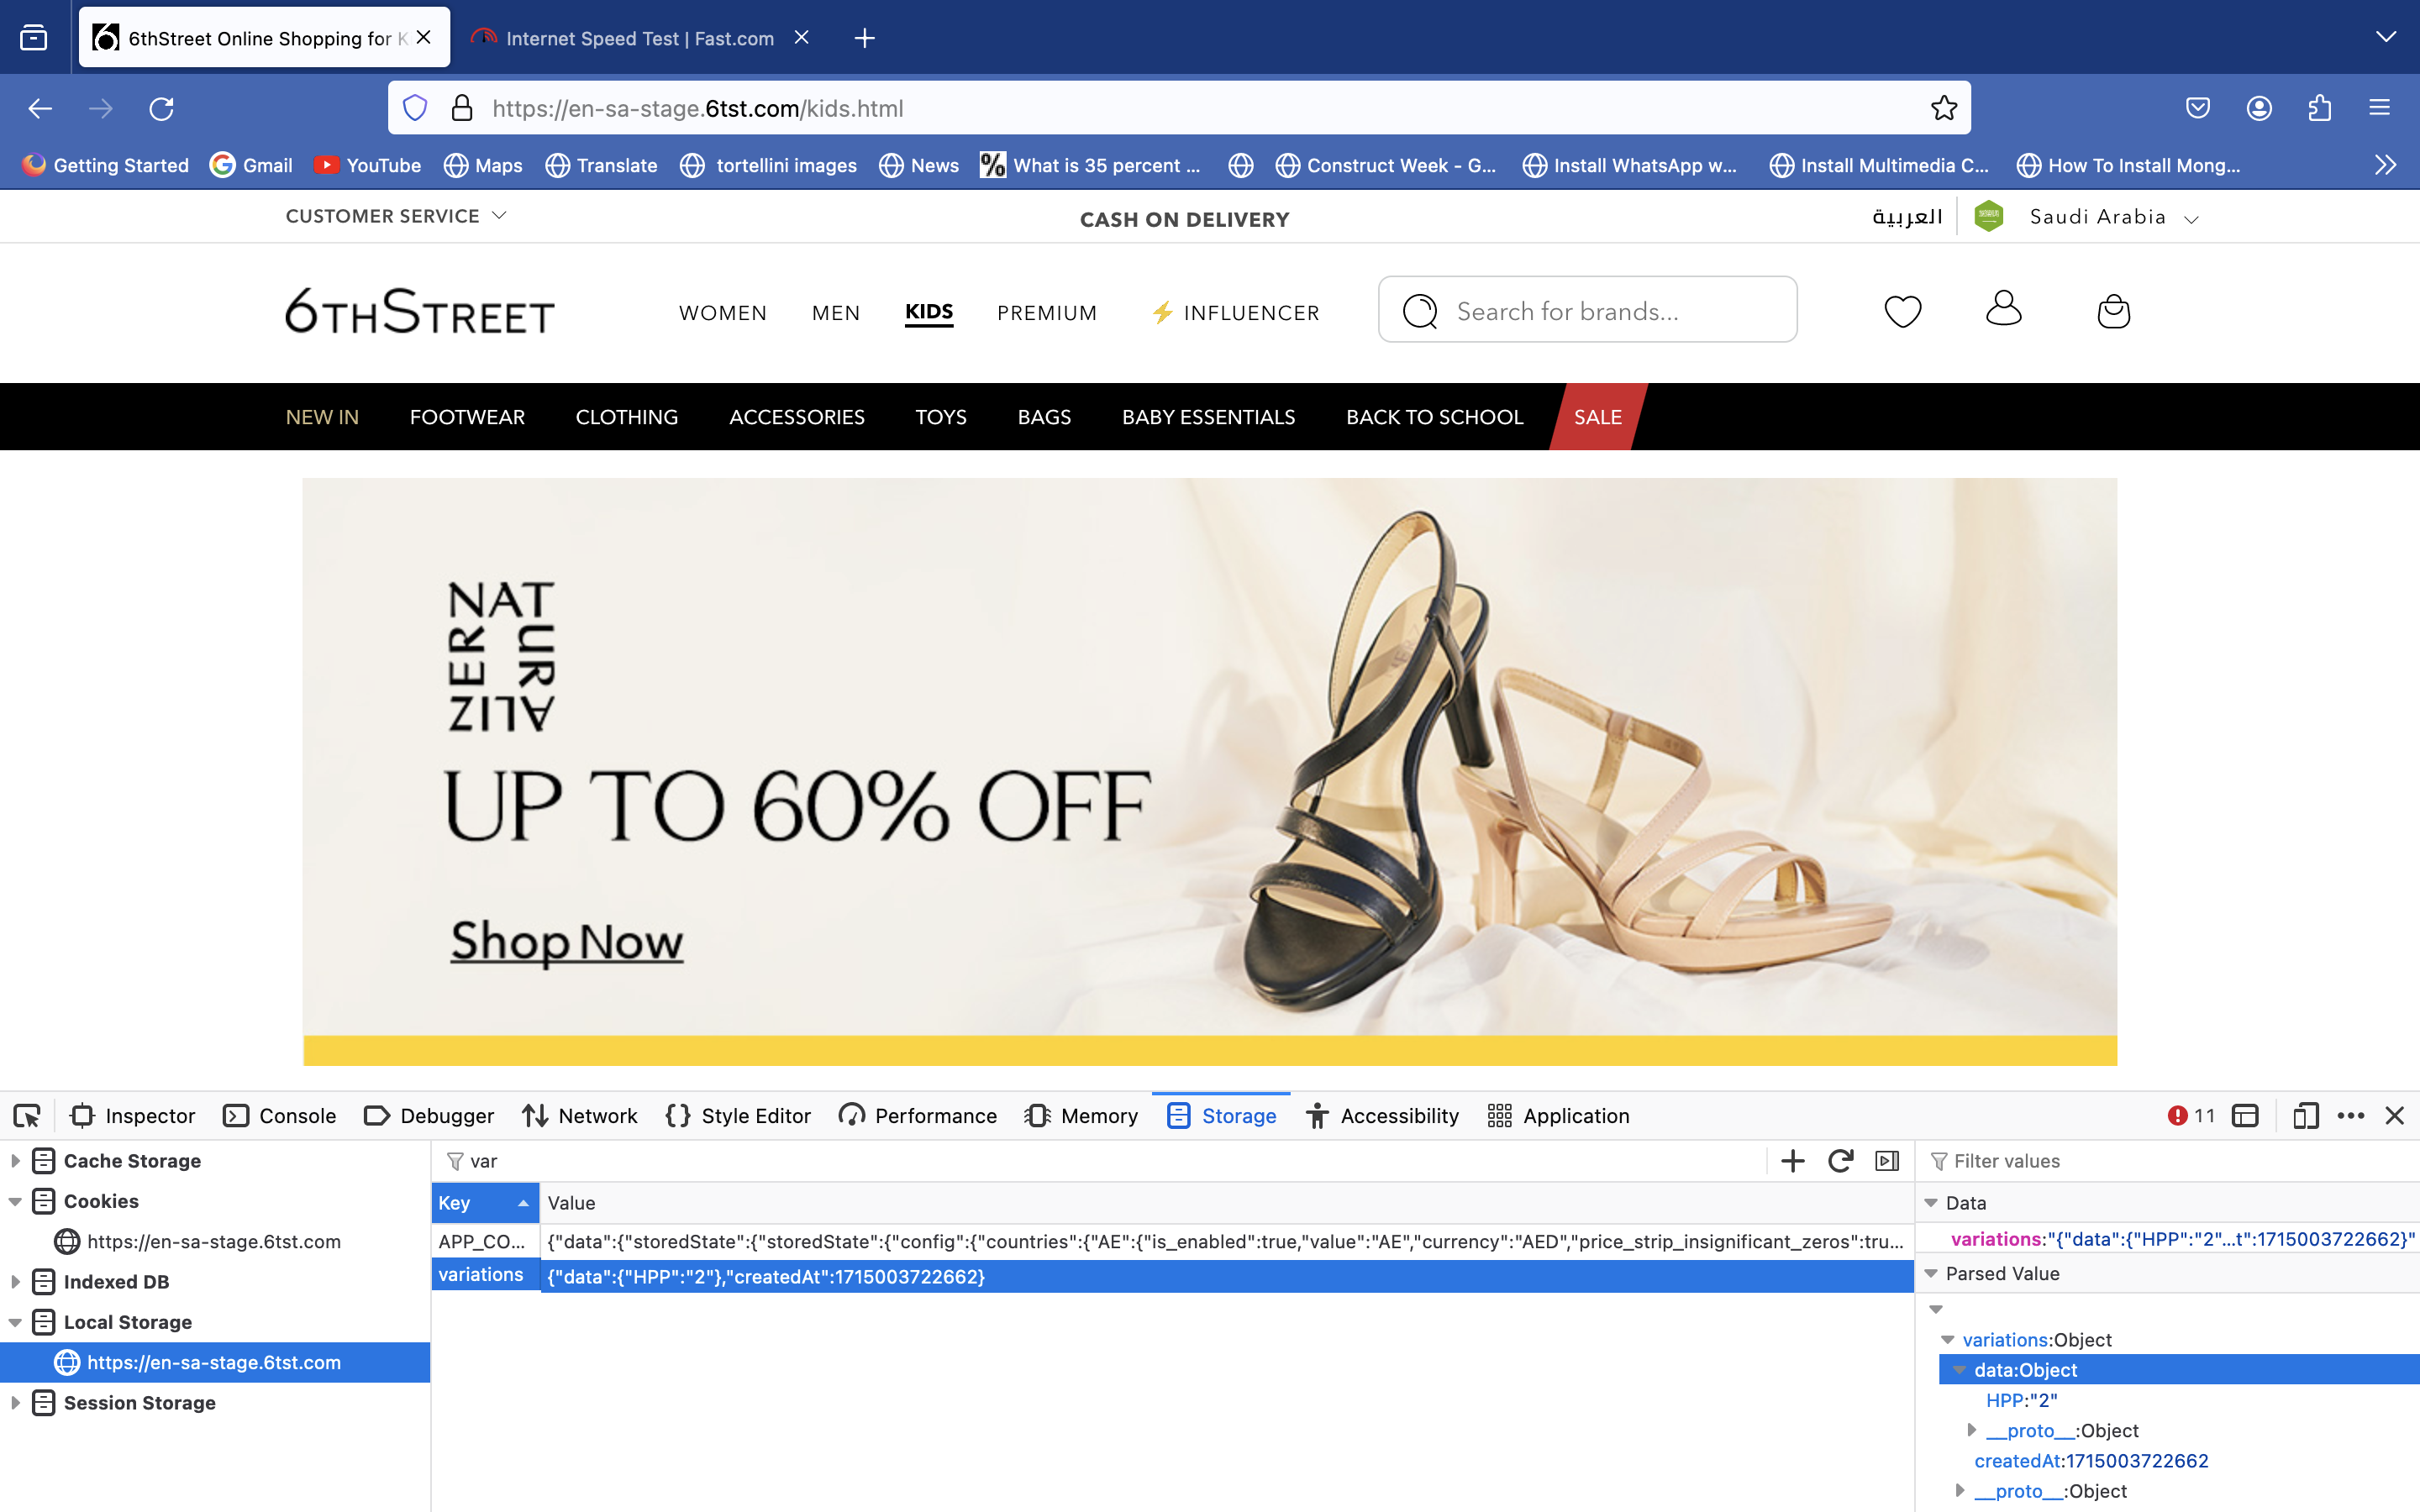 6thStreet Online Shopping for K
Internet Speed Test | Fast.com
https://en-sa-stage.6tst.com/kids.html
Getting Started Gmail YouTube Maps Translate tortellini images News What is 35 percent ... Construct Week - G... Install WhatsApp w... Install Multimedia C... How To Install Mong...
CUSTOMER SERVICE CASH ON DELIVERY العربية Saudi Arabia
6THSTREET WOMEN MEN KIDS PREMIUM ⚡ INFLUENCER Search for brands...
NEW IN FOOTWEAR CLOTHING ACCESSORIES TOYS BAGS BABY ESSENTIALS BACK TO SCHOOL SALE
NATURALIZER
UP TO 60% OFF
Shop Now
Inspector Console Debugger Network Style Editor Performance Memory Storage Accessibility Application 11
Cache Storage
Cookies
https://en-sa-stage.6tst.com
Indexed DB
Local Storage
https://en-sa-stage.6tst.com
Session Storage
var
Key Value
APP_CO... {"data":{"storedState":{"storedState":{"config":{"countries":{"AE":{"is_enabled":true,"value":"AE","currency":"AED","price_strip_insignificant_zeros":tru...
variations {"data":{"HPP":"2"},"createdAt":1715003722662}
Filter values
Data
variations:"{"data":{"HPP":"2"...t":1715003722662}"
Parsed Value
variations:Object
data:Object
HPP:"2"
__proto__:Object
createdAt:1715003722662
__proto__:Object